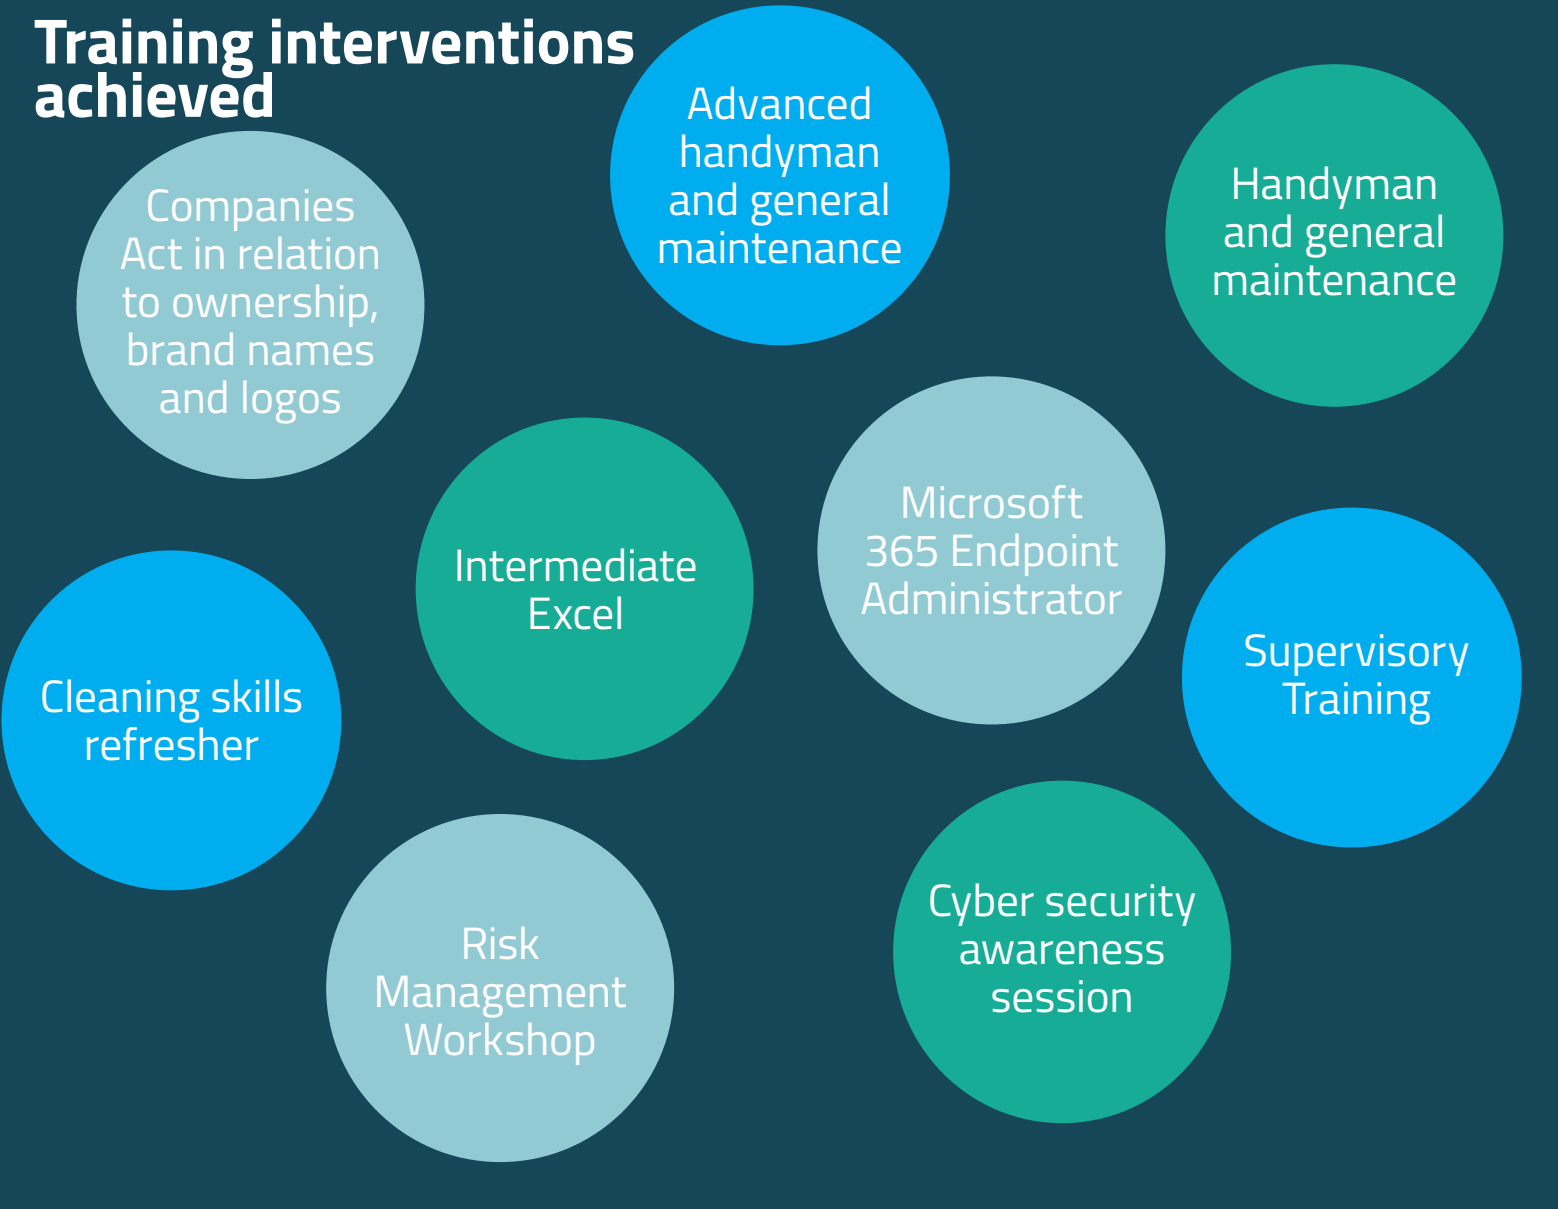 Training interventions
achieved
Advanced
handyman
and general
maintenance
Handyman
and general
maintenance
Companies
Act in relation
to ownership,
brand names
and logos
Intermediate
Excel
Microsoft
365 Endpoint
Administrator
Supervisory
Training
Cleaning skills
refresher
Risk
Management
Workshop
Cyber security
awareness
session